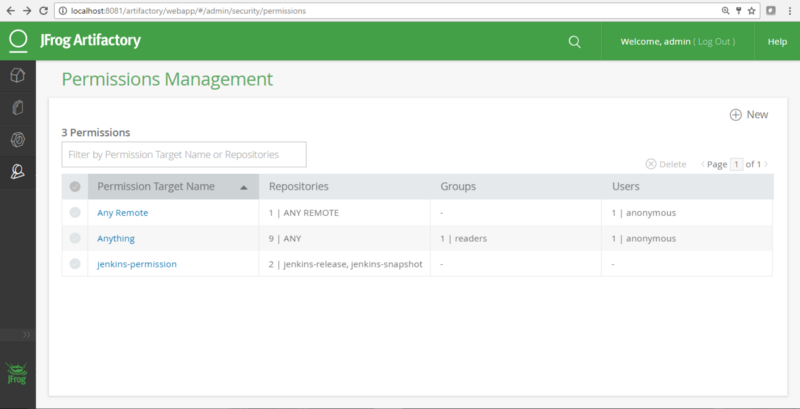 localhost:8081/artifactory/webapp/#/admin/security/permissions
JFrog Artifactory
Welcome, admin ( Log Out )
Help
Permissions Management
New
3 Permissions
Filter by Permission Target Name or Repositories
Delete
Page 1 of 1
Permission Target Name Repositories Groups Users
Any Remote 1 | ANY REMOTE - 1 | anonymous
Anything 9 | ANY 1 | readers 1 | anonymous
jenkins-permission 2 | jenkins-release, jenkins-snapshot - -
JFrog